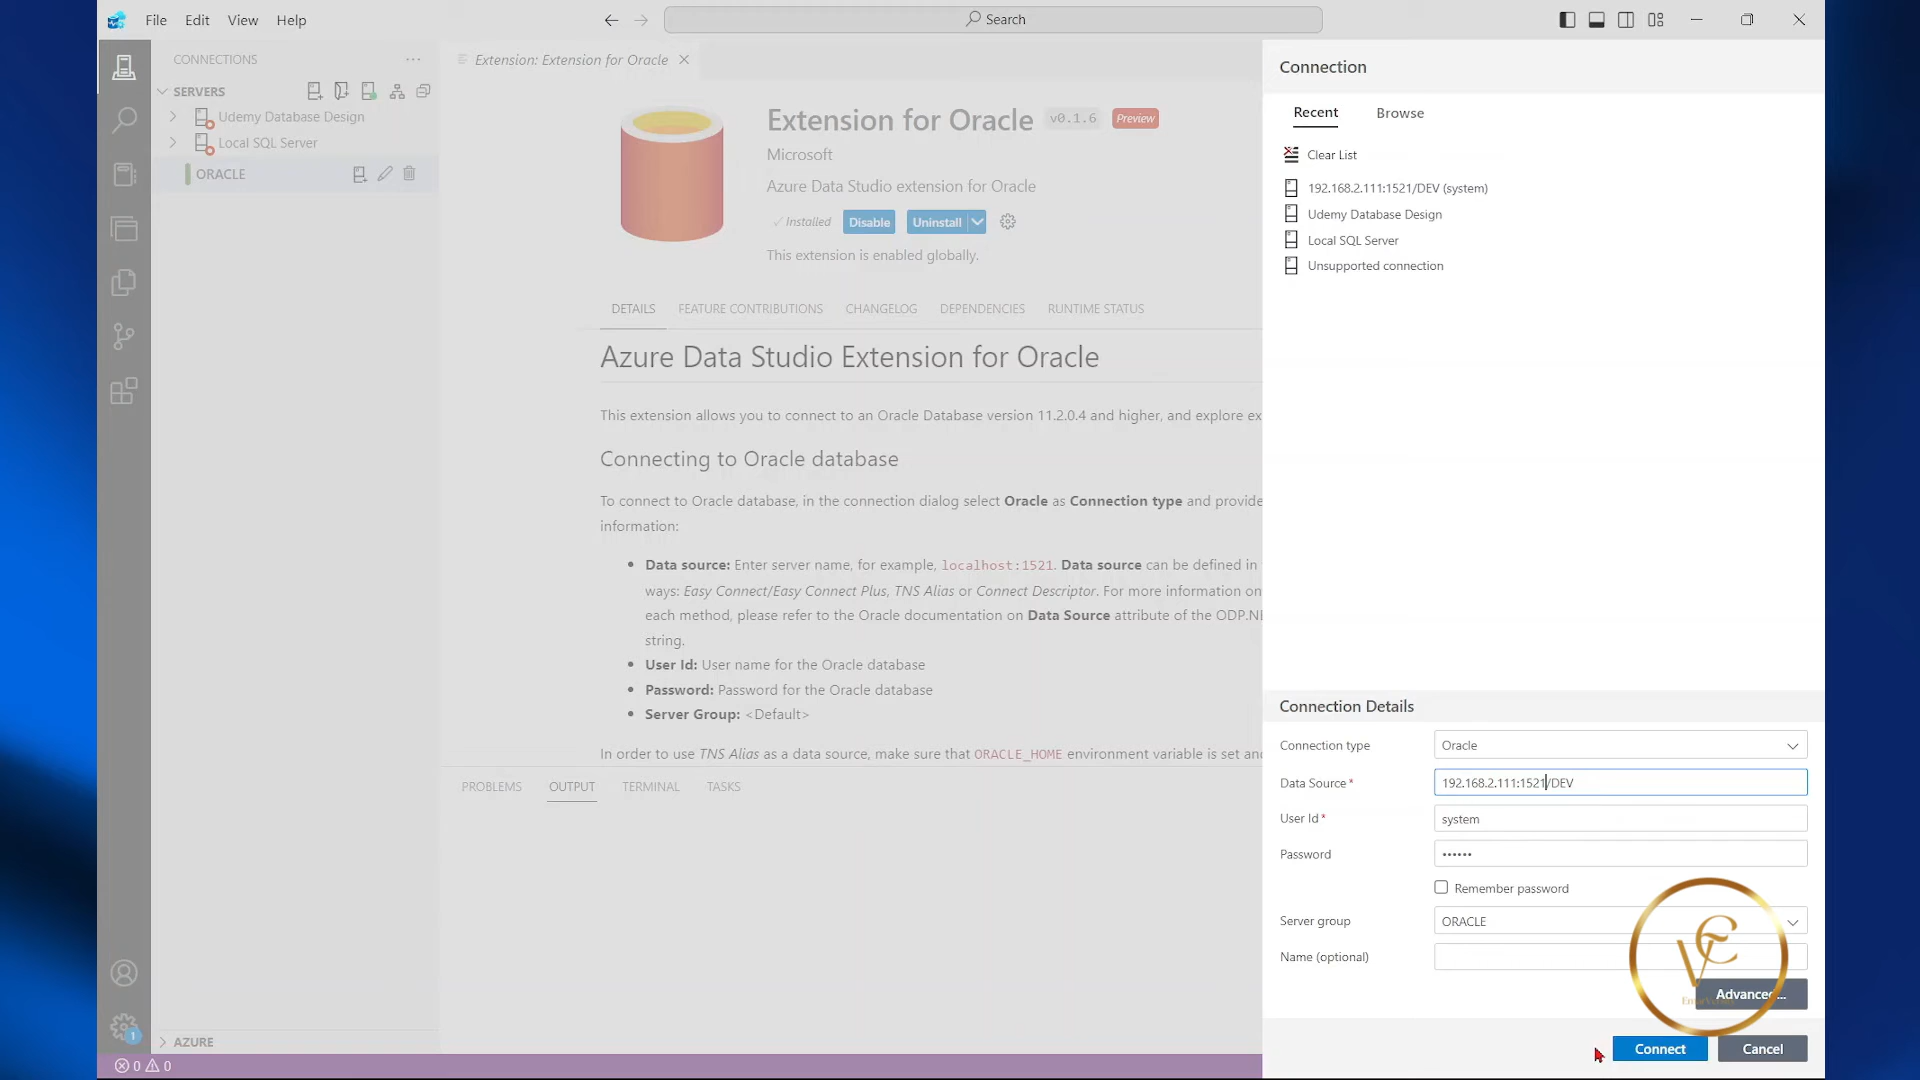 File Edit View Help
Search
CONNECTIONS
SERVERS
Udemy Database Design
Local SQL Server
ORACLE
AZURE
0 0
1
Extension: Extension for Oracle
Extension for Oracle v0.1.6 Preview
Microsoft
Azure Data Studio extension for Oracle
Installed Disable Uninstall
This extension is enabled globally.
DETAILS FEATURE CONTRIBUTIONS CHANGELOG DEPENDENCIES RUNTIME STATUS
Azure Data Studio Extension for Oracle
This extension allows you to connect to an Oracle Database version 11.2.0.4 and higher, and explore ex
Connecting to Oracle database
To connect to Oracle database, in the connection dialog select Oracle as Connection type and provide
information:
Data source: Enter server name, for example, localhost:1521. Data source can be defined in
ways: Easy Connect/Easy Connect Plus, TNS Alias or Connect Descriptor. For more information on
each method, please refer to the Oracle documentation on Data Source attribute of the ODP.NE
string.
User Id: User name for the Oracle database
Password: Password for the Oracle database
Server Group: <Default>
In order to use TNS Alias as a data source, make sure that ORACLE_HOME environment variable is set and
PROBLEMS OUTPUT TERMINAL TASKS
Connection
Recent Browse
Clear List
192.168.2.111:1521/DEV (system)
Udemy Database Design
Local SQL Server
Unsupported connection
Connection Details
Connection type Oracle
Data Source* 192.168.2.111:1521/DEV
User Id* system
Password ••••••
Remember password
Server group ORACLE
Name (optional)
Advanced...
Connect Cancel